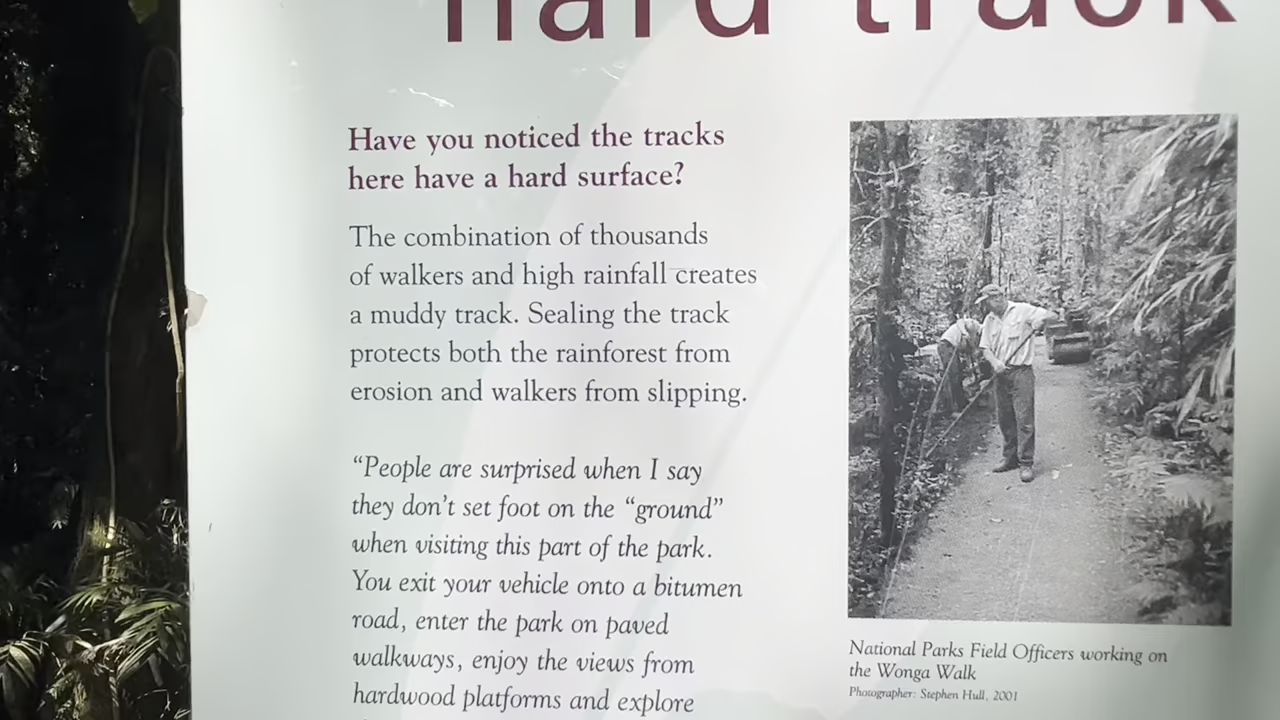 hard track
Have you noticed the tracks
here have a hard surface?
The combination of thousands
of walkers and high rainfall creates
a muddy track. Sealing the track
protects both the rainforest from
erosion and walkers from slipping.
“People are surprised when I say
they don’t set foot on the “ground”
when visiting this part of the park.
You exit your vehicle onto a bitumen
road, enter the park on paved
walkways, enjoy the views from
hardwood platforms and explore
National Parks Field Officers working on
the Wonga Walk
Photographer: Stephen Hull, 2001